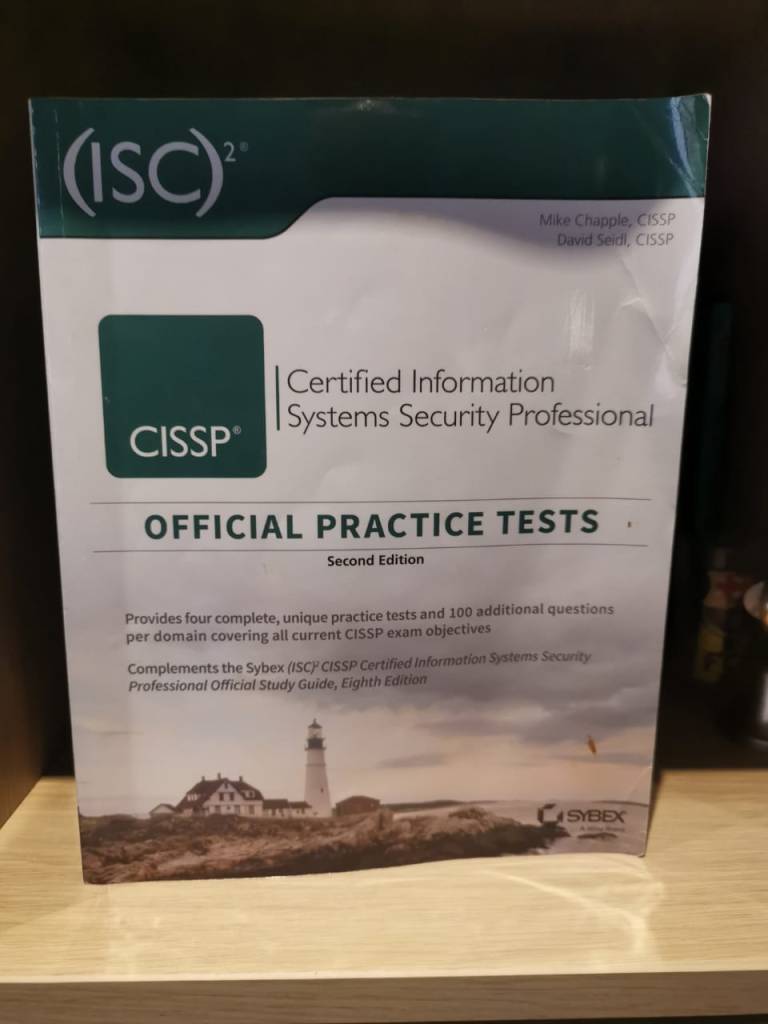 (ISC)²®
Mike Chapple, CISSP
David Seidl, CISSP
CISSP®
Certified Information
Systems Security Professional
OFFICIAL PRACTICE TESTS
Second Edition
Provides four complete, unique practice tests and 100 additional questions
per domain covering all current CISSP exam objectives
Complements the Sybex (ISC)² CISSP Certified Information Systems Security
Professional Official Study Guide, Eighth Edition
SYBEX
A Wiley Brand